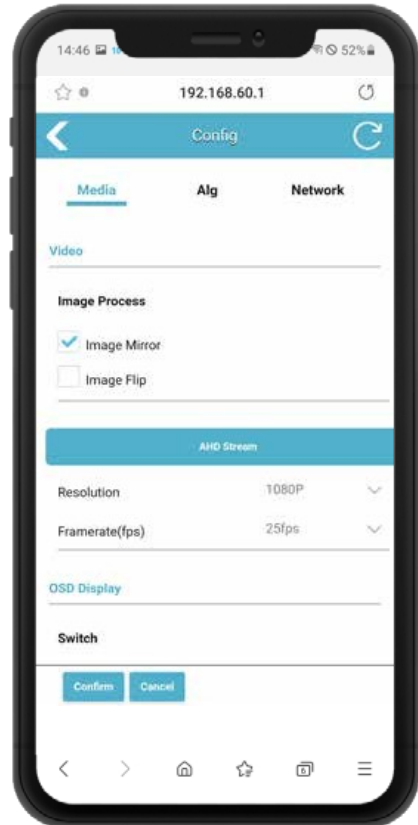 14:46
52%
192.168.60.1
Config
Media Alg Network
Video
Image Process
Image Mirror
Image Flip
AHD Stream
Resolution 1080P
Framerate(fps) 25fps
OSD Display
Switch
Confirm Cancel